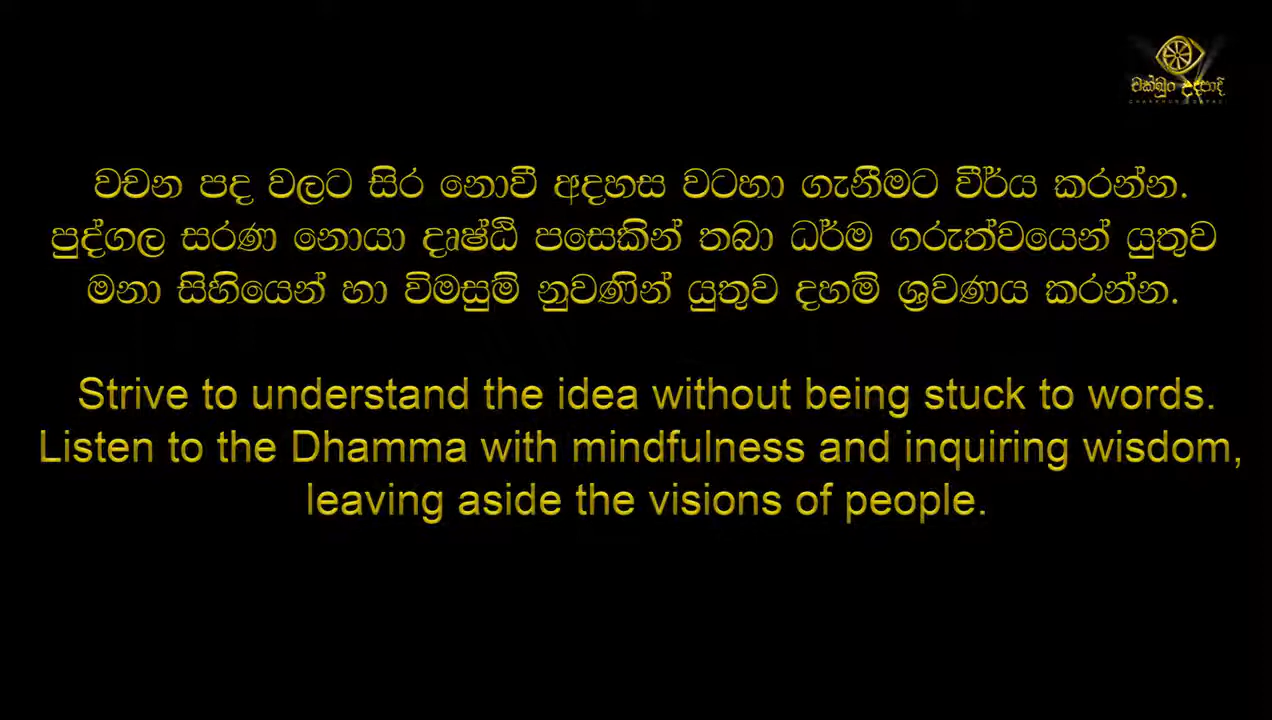 චක්ඛුං උදපාදි
වචන පද වලට සිර නොවී අදහස වටහා ගැනීමට වීර්ය කරන්න.
පුද්ගල සරණ නොයා දෘෂ්ඨි පසෙකින් තබා ධර්ම ගරුත්වයෙන් යුතුව
මනා සිහියෙන් හා විමසුම් නුවණින් යුතුව දහම් ශ්‍රවණය කරන්න.
Strive to understand the idea without being stuck to words.
Listen to the Dhamma with mindfulness and inquiring wisdom,
leaving aside the visions of people.